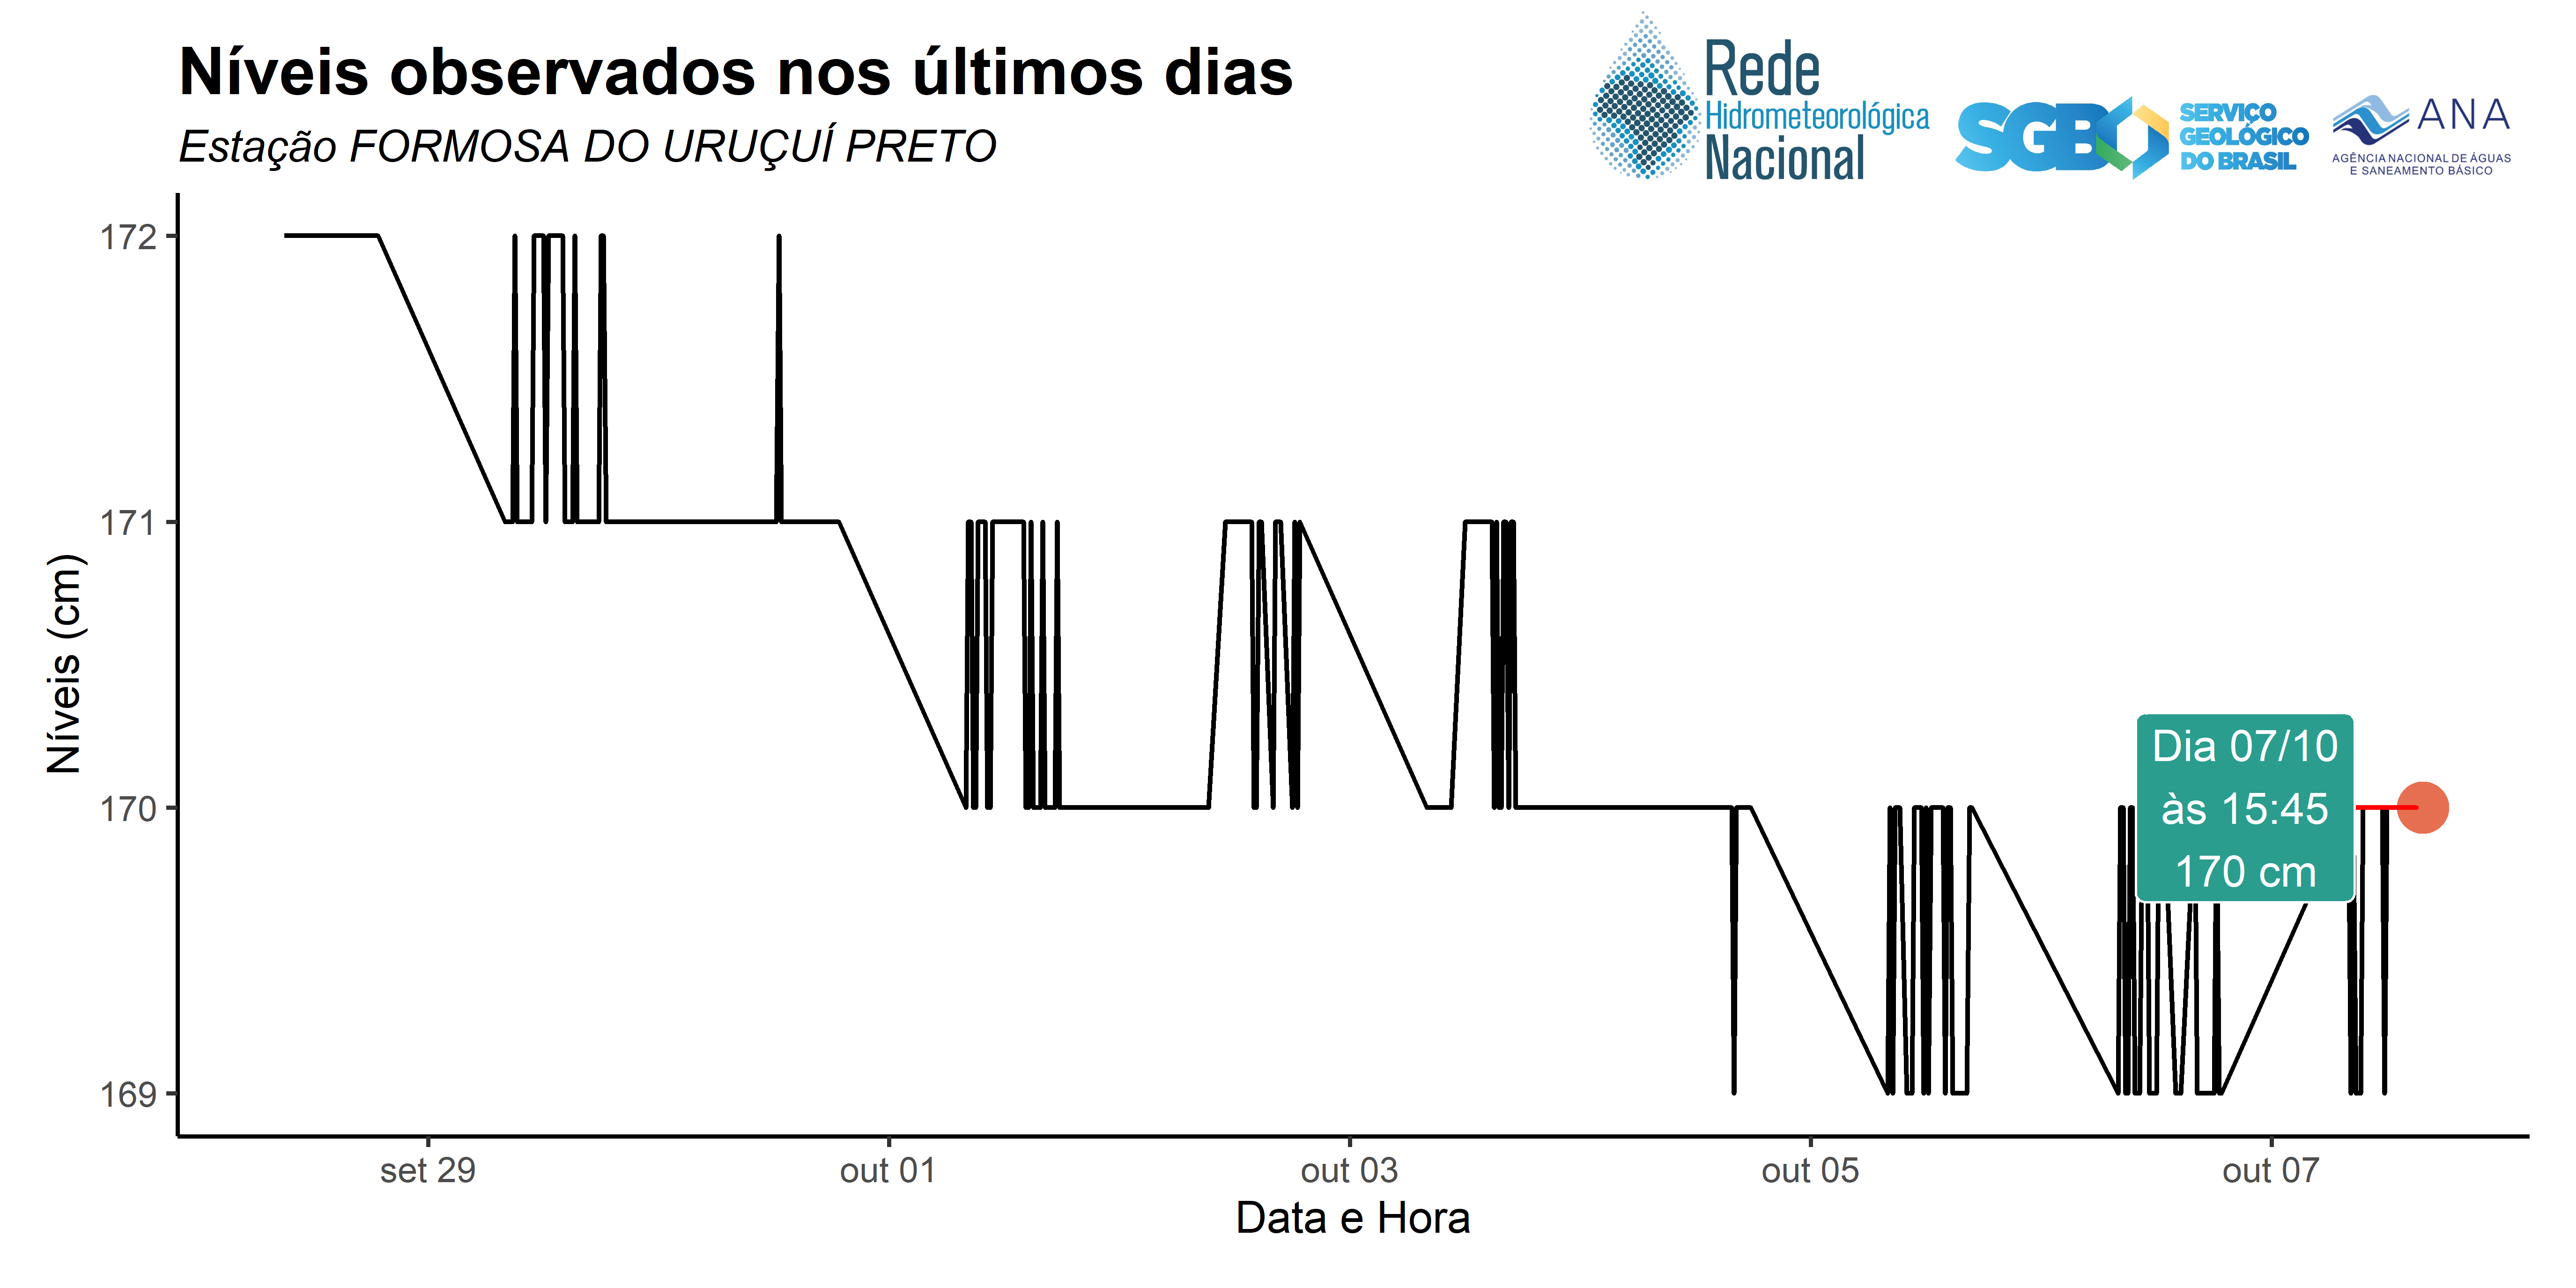 Níveis observados nos últimos dias
Estação FORMOSA DO URUÇUÍ PRETO
Rede
Hidrometeorológica
Nacional
SGB
SERVIÇO
GEOLÓGICO
DO BRASIL
ANA
AGÊNCIA NACIONAL DE ÁGUAS
E SANEAMENTO BÁSICO
172
171
170
169
Níveis (cm)
Dia 07/10
às 15:45
170 cm
set 29
out 01
out 03
out 05
out 07
Data e Hora